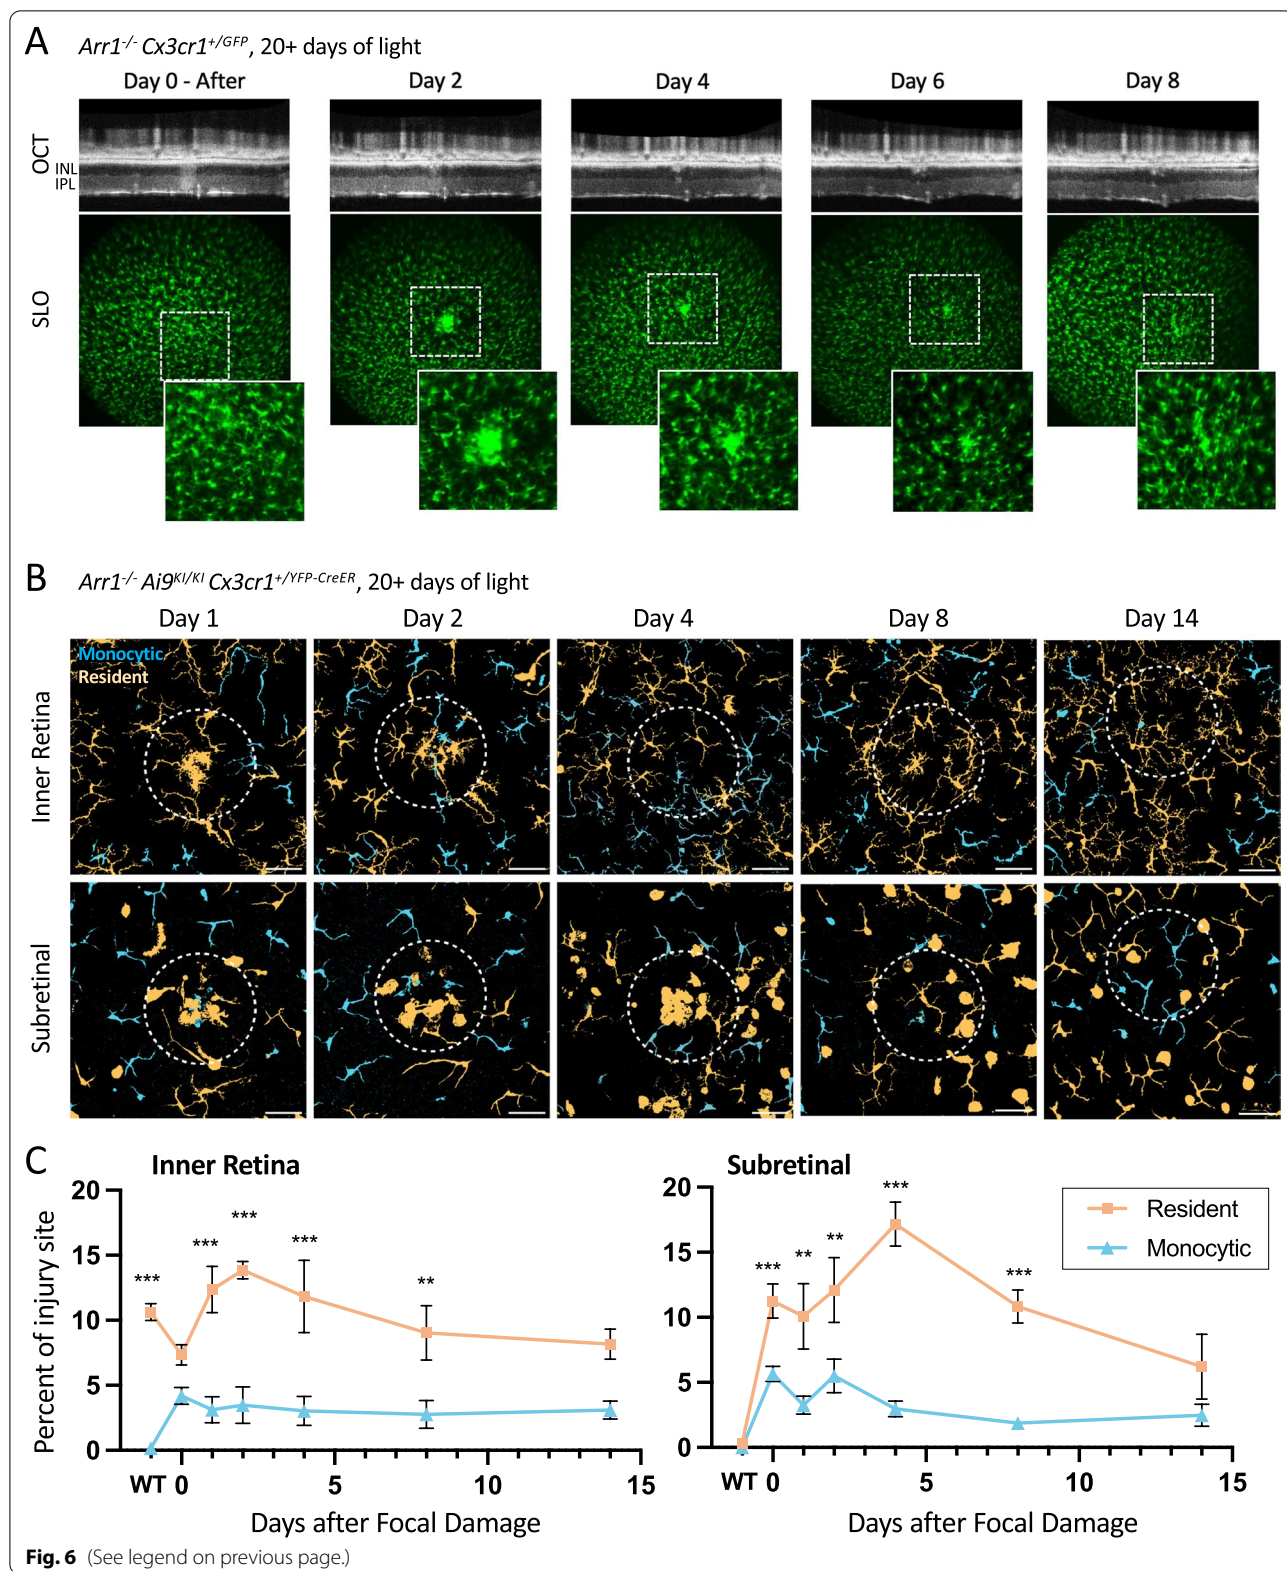 A
Arr1-/- Cx3cr1+/GFP, 20+ days of light
Day 0 - After
Day 2
Day 4
Day 6
Day 8
OCT
INL
IPL
SLO
B
Arr1-/- Ai9KI/KI Cx3cr1+/YFP-CreER, 20+ days of light
Day 1
Day 2
Day 4
Day 8
Day 14
Monocytic
Resident
Inner Retina
Subretinal
C
Inner Retina
Percent of injury site
20
15
10
5
0
***
***
***
***
**
WT 0 5 10 15
Days after Focal Damage
Subretinal
20
15
10
5
0
***
**
**
***
***
WT 0 5 10 15
Days after Focal Damage
Resident
Monocytic
Fig. 6 (See legend on previous page.)